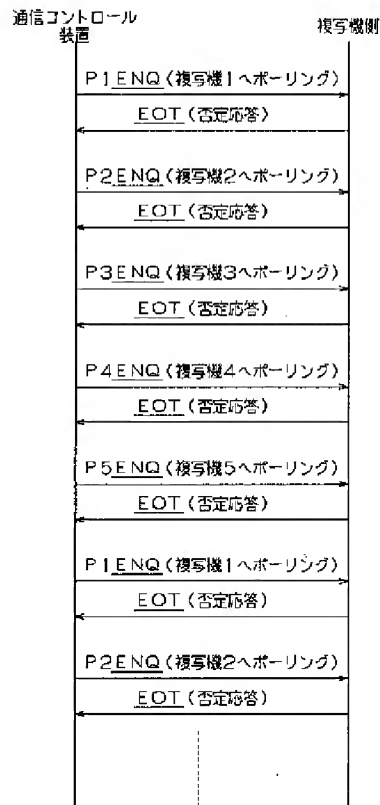 通信コントロール
装置
複写機側
P1ENQ(複写機1へポーリング)
EOT(否定応答)
P2ENQ(複写機2へポーリング)
EOT(否定応答)
P3ENQ(複写機3へポーリング)
EOT(否定応答)
P4ENQ(複写機4へポーリング)
EOT(否定応答)
P5ENQ(複写機5へポーリング)
EOT(否定応答)
P1ENQ(複写機1へポーリング)
EOT(否定応答)
P2ENQ(複写機2へポーリング)
EOT(否定応答)